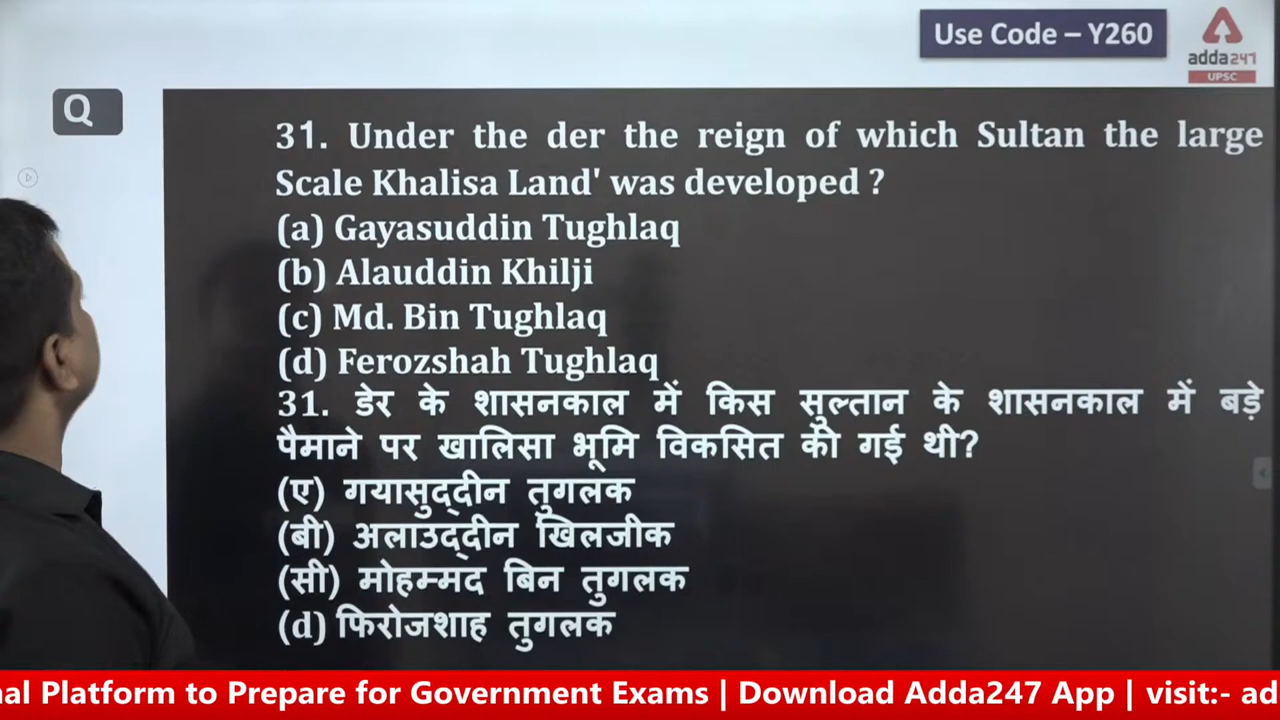 Use Code – Y260
adda247
UPSC
Q
31. Under the der the reign of which Sultan the large
Scale Khalisa Land' was developed ?
(a) Gayasuddin Tughlaq
(b) Alauddin Khilji
(c) Md. Bin Tughlaq
(d) Ferozshah Tughlaq
31. डेर के शासनकाल में किस सुल्तान के शासनकाल में बड़े
पैमाने पर खालिसा भूमि विकसित की गई थी?
(ए) गयासुद्दीन तुगलक
(बी) अलाउद्दीन खिलजीक
(सी) मोहम्मद बिन तुगलक
(d) फिरोजशाह तुगलक
nal Platform to Prepare for Government Exams | Download Adda247 App | visit:- ad